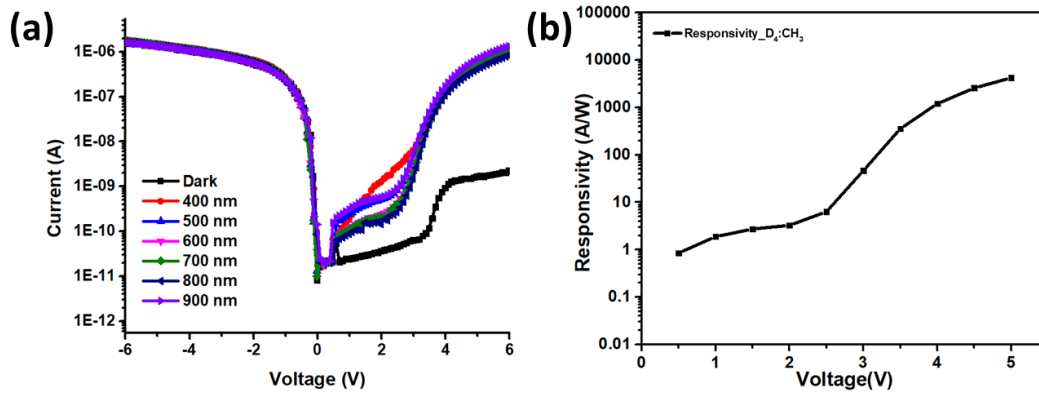 (a)
1E-06
1E-07
1E-08
1E-09
1E-10
1E-11
1E-12
Current (A)
Dark
400 nm
500 nm
600 nm
700 nm
800 nm
900 nm
-6 -4 -2 0 2 4 6
Voltage (V)
(b)
100000
10000
1000
100
10
1
0.1
0.01
Responsivity (A/W)
Responsivity_D₄:CH₃
0 1 2 3 4 5
Voltage(V)